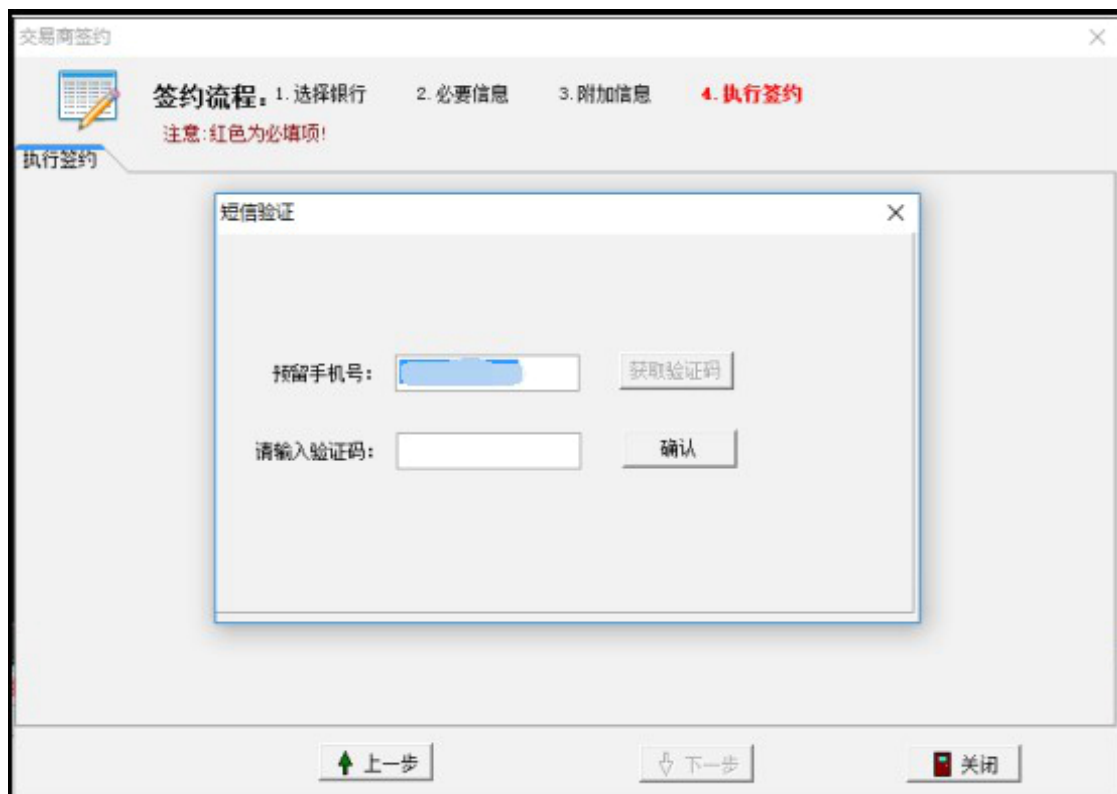 交易商签约
签约流程: 1.选择银行 2.必要信息 3.附加信息 4.执行签约
注意:红色为必填项!
执行签约
短信验证
预留手机号: 获取验证码
请输入验证码: 确认
上一步 下一步 关闭